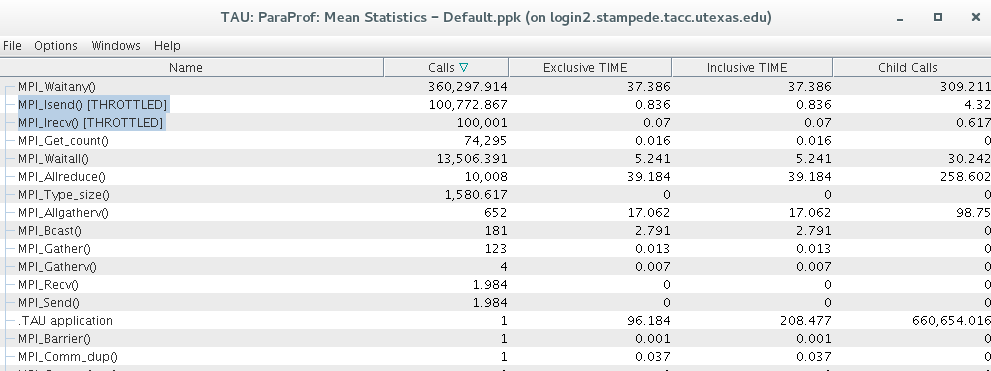 TAU: ParaProf: Mean Statistics – Default.ppk (on login2.stampede.tacc.utexas.edu)
File Options Windows Help
Name Calls ▽ Exclusive TIME Inclusive TIME Child Calls
MPI_Waitany() 360,297.914 37.386 37.386 309.211
MPI_Isend() [THROTTLED] 100,772.867 0.836 0.836 4.32
MPI_Irecv() [THROTTLED] 100,001 0.07 0.07 0.617
MPI_Get_count() 74,295 0.016 0.016 0
MPI_Waitall() 13,506.391 5.241 5.241 30.242
MPI_Allreduce() 10,008 39.184 39.184 258.602
MPI_Type_size() 1,580.617 0 0 0
MPI_Allgatherv() 652 17.062 17.062 98.75
MPI_Bcast() 181 2.791 2.791 0
MPI_Gather() 123 0.013 0.013 0
MPI_Gatherv() 4 0.007 0.007 0
MPI_Recv() 1.984 0 0 0
MPI_Send() 1.984 0 0 0
.TAU application 1 96.184 208.477 660,654.016
MPI_Barrier() 1 0.001 0.001 0
MPI_Comm_dup() 1 0.037 0.037 0